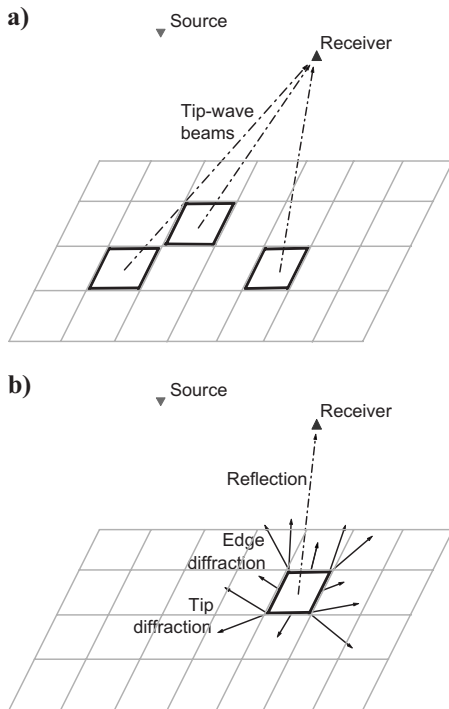 a)
Source
Receiver
Tip-wave
beams
b)
Source
Receiver
Reflection
Edge
diffraction
Tip
diffraction